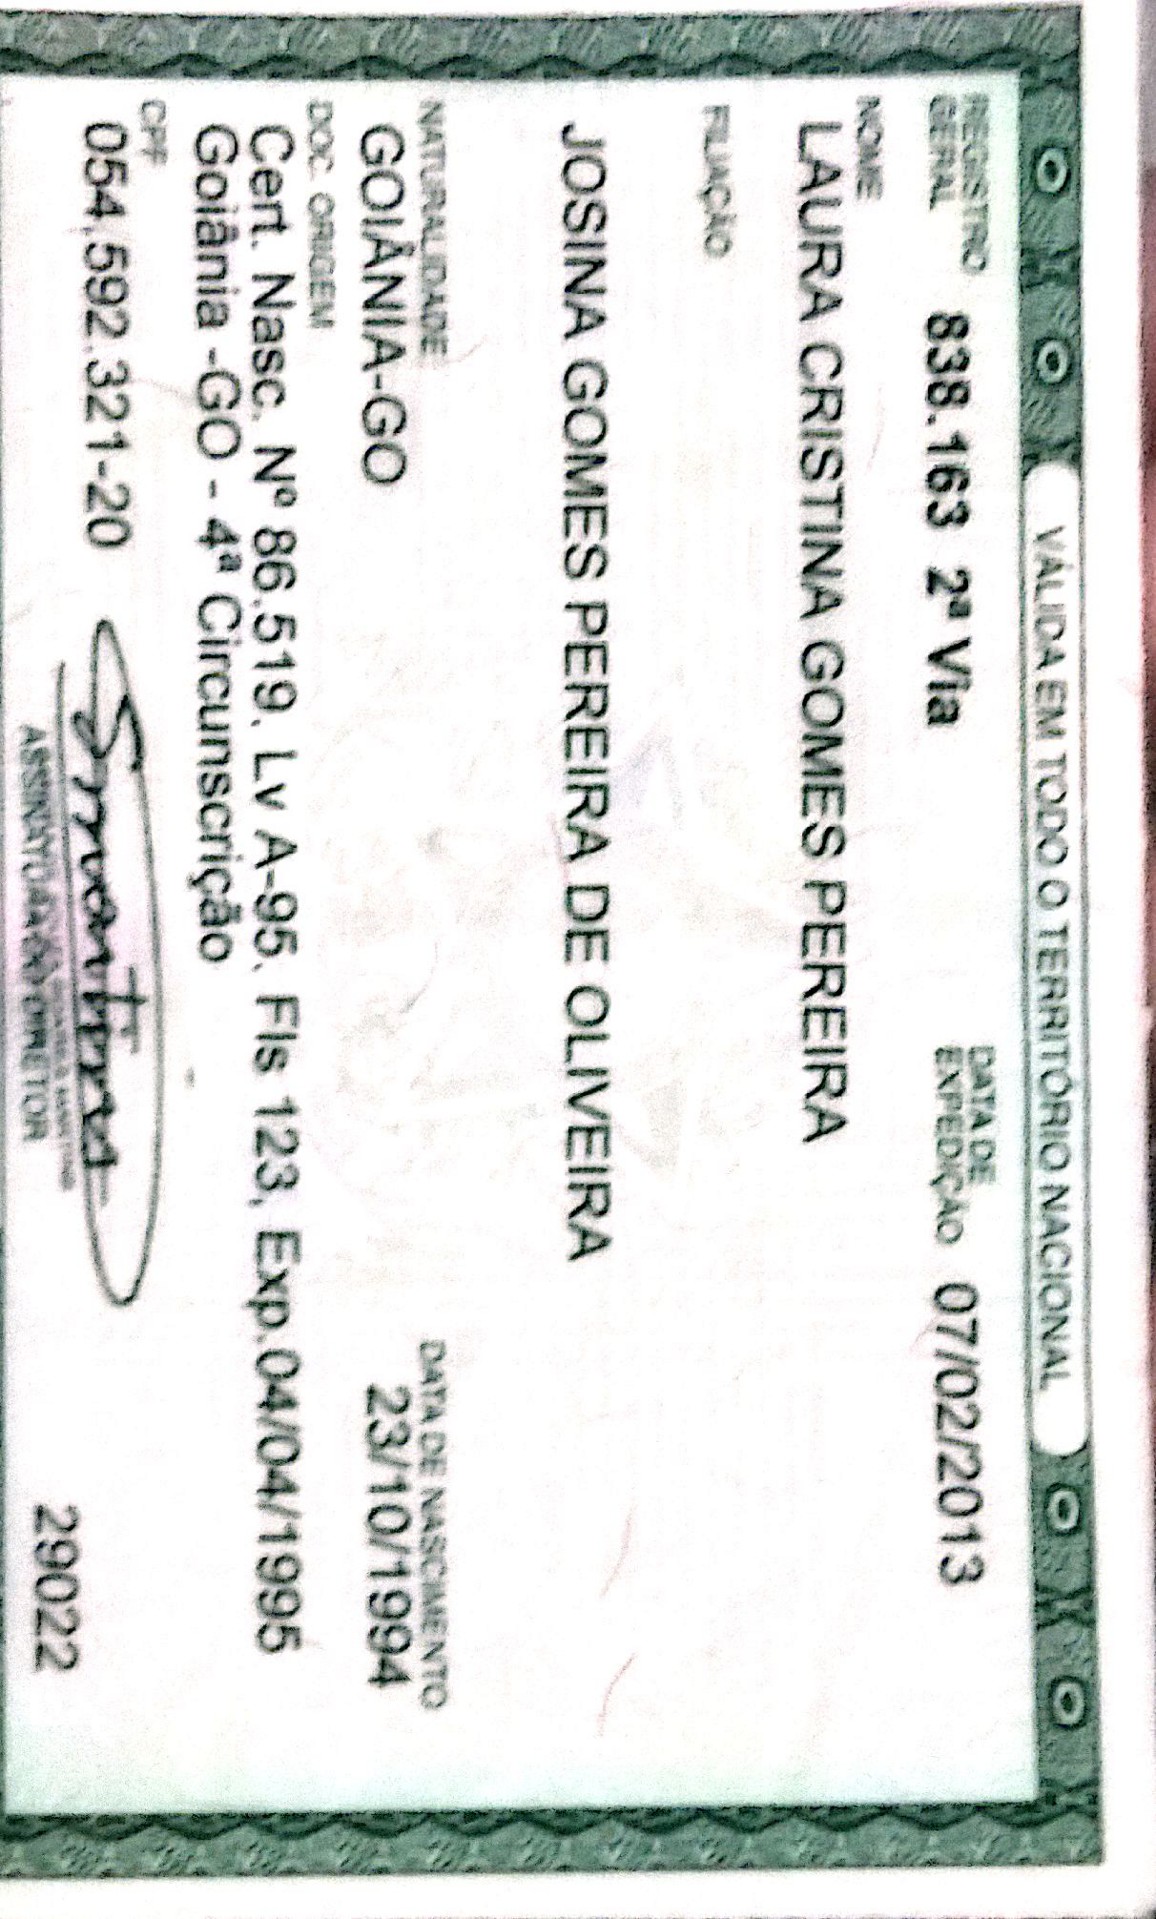 VÁLIDA EM TODO O TERRITÓRIO NACIONAL
REGISTRO GERAL 838.163 2ª Via DATA DE EXPEDIÇÃO 07/02/2013
NOME
LAURA CRISTINA GOMES PEREIRA
FILIAÇÃO
JOSINA GOMES PEREIRA DE OLIVEIRA
NATURALIDADE DATA DE NASCIMENTO
GOIÂNIA-GO 23/10/1994
DOC. ORIGEM
Cert. Nasc. Nº 86.519. Lv A-95. Fls 123, Exp.04/04/1995
Goiânia -GO - 4ª Circunscrição
CPF
054.592.321-20
ASSINATURA DO DIRETOR
29022